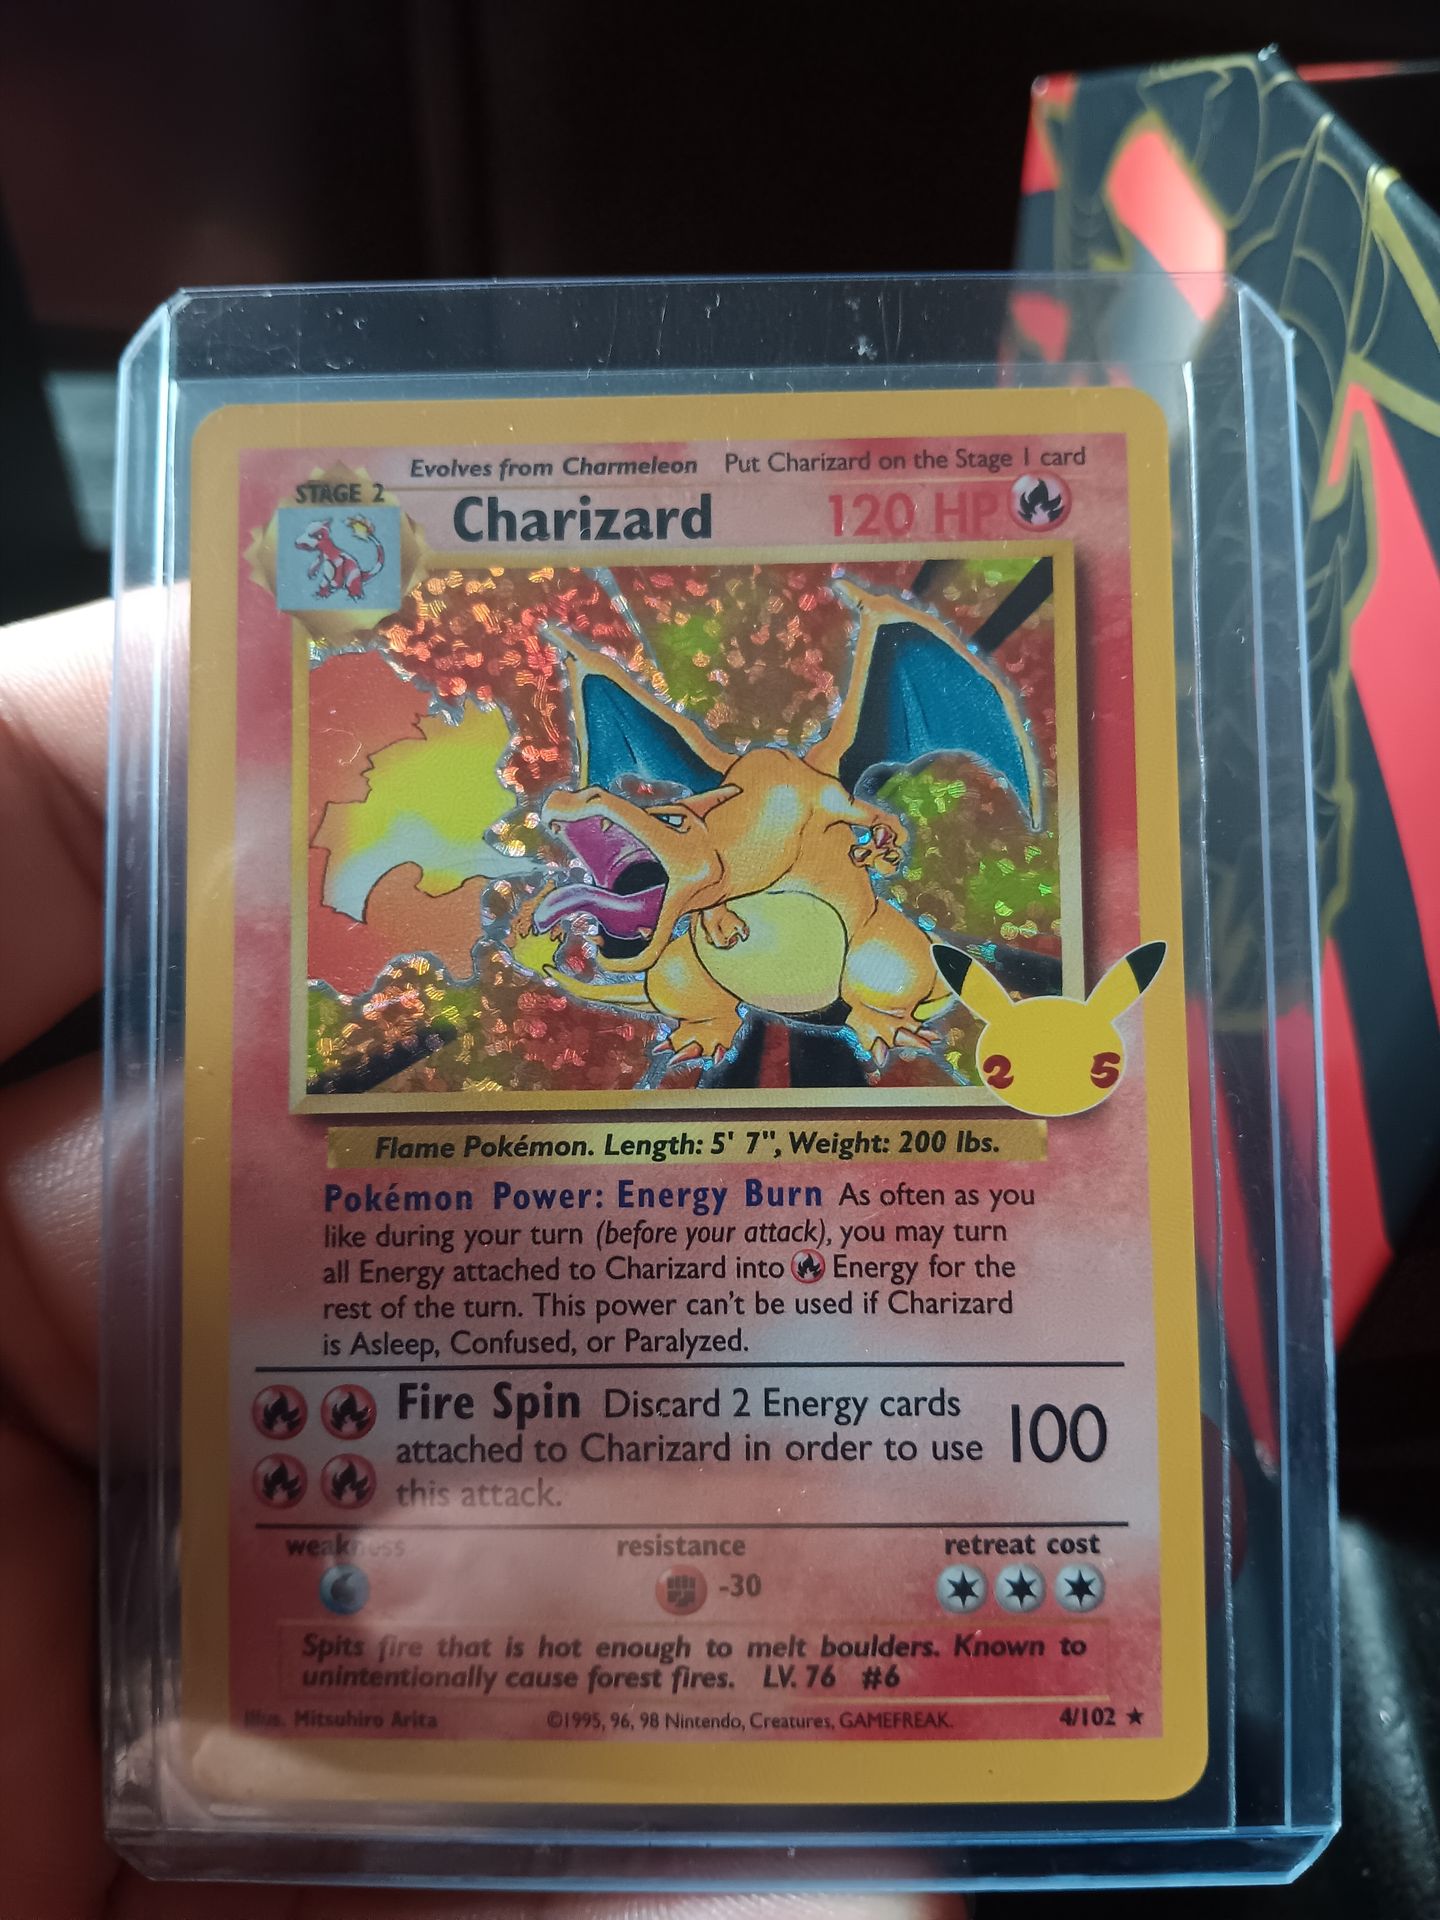 Evolves from Charmeleon Put Charizard on the Stage 1 card
STAGE 2
Charizard 120 HP
25
Flame Pokémon. Length: 5' 7", Weight: 200 lbs.
Pokémon Power: Energy Burn As often as you
like during your turn (before your attack), you may turn
all Energy attached to Charizard into Energy for the
rest of the turn. This power can't be used if Charizard
is Asleep, Confused, or Paralyzed.
Fire Spin Discard 2 Energy cards
attached to Charizard in order to use 100
this attack.
weakness resistance retreat cost
-30
Spits fire that is hot enough to melt boulders. Known to
unintentionally cause forest fires. LV. 76 #6
Illus. Mitsuhiro Arita ©1995, 96, 98 Nintendo, Creatures, GAMEFREAK. 4/102 ★